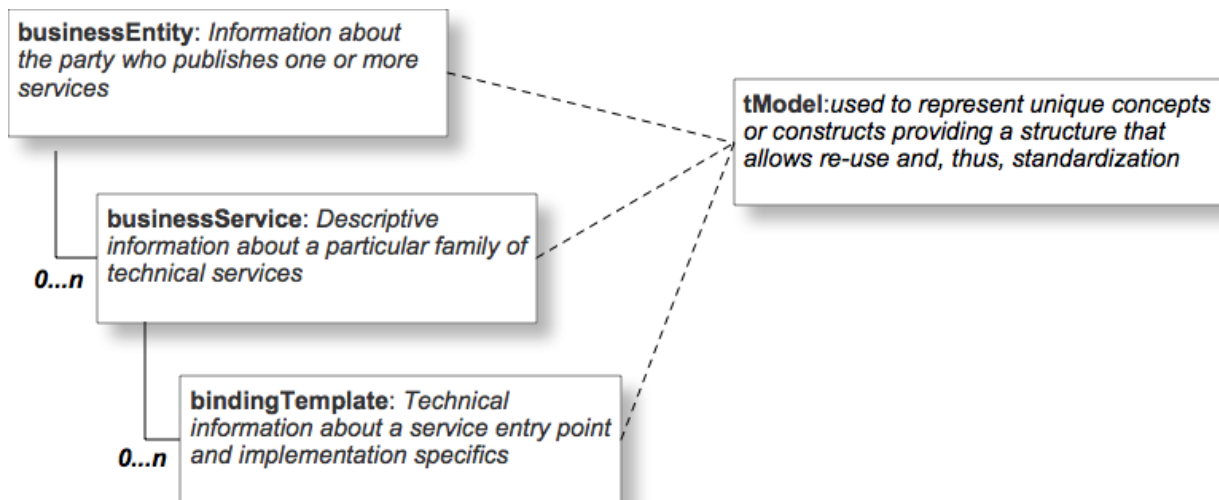 businessEntity: Information about
the party who publishes one or more
services
tModel:used to represent unique concepts
or constructs providing a structure that
allows re-use and, thus, standardization
businessService: Descriptive
information about a particular family of
technical services
0...n
bindingTemplate: Technical
information about a service entry point
and implementation specifics
0...n